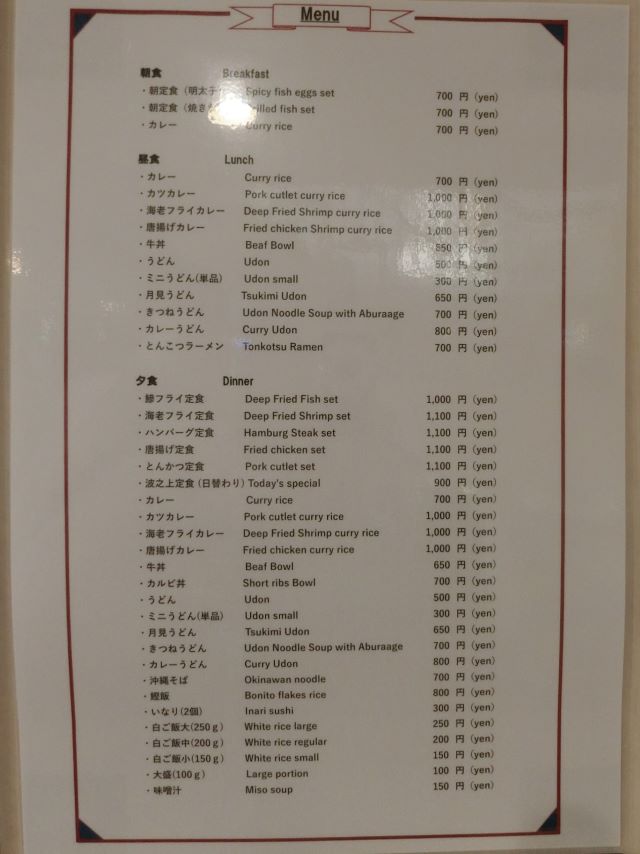 Menu
朝食 Breakfast
・朝定食（明太子 Spicy fish eggs set 700 円 (yen)
・朝定食（焼き Grilled fish set 700 円 (yen)
・カレー Curry rice 700 円 (yen)
昼食 Lunch
・カレー Curry rice 700 円 (yen)
・カツカレー Pork cutlet curry rice 1,000 円 (yen)
・海老フライカレー Deep Fried Shrimp curry rice 1,000 円 (yen)
・唐揚げカレー Fried chicken Shrimp curry rice 1,000 円 (yen)
・牛丼 Beaf Bowl 650 円 (yen)
・うどん Udon 500 円 (yen)
・ミニうどん(単品) Udon small 300 円 (yen)
・月見うどん Tsukimi Udon 650 円 (yen)
・きつねうどん Udon Noodle Soup with Aburaage 700 円 (yen)
・カレーうどん Curry Udon 800 円 (yen)
・とんこつラーメン Tonkotsu Ramen 700 円 (yen)
夕食 Dinner
・鯵フライ定食 Deep Fried Fish set 1,000 円 (yen)
・海老フライ定食 Deep Fried Shrimp set 1,100 円 (yen)
・ハンバーグ定食 Hamburg Steak set 1,100 円 (yen)
・唐揚げ定食 Fried chicken set 1,100 円 (yen)
・とんかつ定食 Pork cutlet set 1,100 円 (yen)
・波之上定食 (日替わり) Today's special 900 円 (yen)
・カレー Curry rice 700 円 (yen)
・カツカレー Pork cutlet curry rice 1,000 円 (yen)
・海老フライカレー Deep Fried Shrimp curry rice 1,000 円 (yen)
・唐揚げカレー Fried chicken curry rice 1,000 円 (yen)
・牛丼 Beaf Bowl 650 円 (yen)
・カルビ丼 Short ribs Bowl 700 円 (yen)
・うどん Udon 500 円 (yen)
・ミニうどん(単品) Udon small 300 円 (yen)
・月見うどん Tsukimi Udon 650 円 (yen)
・きつねうどん Udon Noodle Soup with Aburaage 700 円 (yen)
・カレーうどん Curry Udon 800 円 (yen)
・沖縄そば Okinawan noodle 700 円 (yen)
・鰹飯 Bonito flakes rice 800 円 (yen)
・いなり(2個) Inari sushi 300 円 (yen)
・白ご飯大(250ｇ) White rice large 250 円 (yen)
・白ご飯中(200ｇ) White rice regular 200 円 (yen)
・白ご飯小(150ｇ) White rice small 150 円 (yen)
・大盛(100ｇ) Large portion 100 円 (yen)
・味噌汁 Miso soup 150 円 (yen)